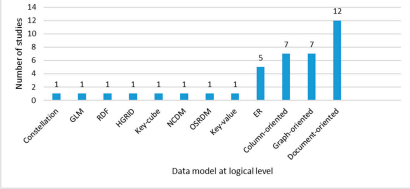 Number of studies
14
12
10
8
6
4
2
0
1 1 1 1 1 1 1 1 5 7 7 12
Constellation
GLM
RDF
HGRID
Key-cube
NCDM
OSRDM
Key-value
ER
Column-oriented
Graph-oriented
Document-oriented
Data model at logical level